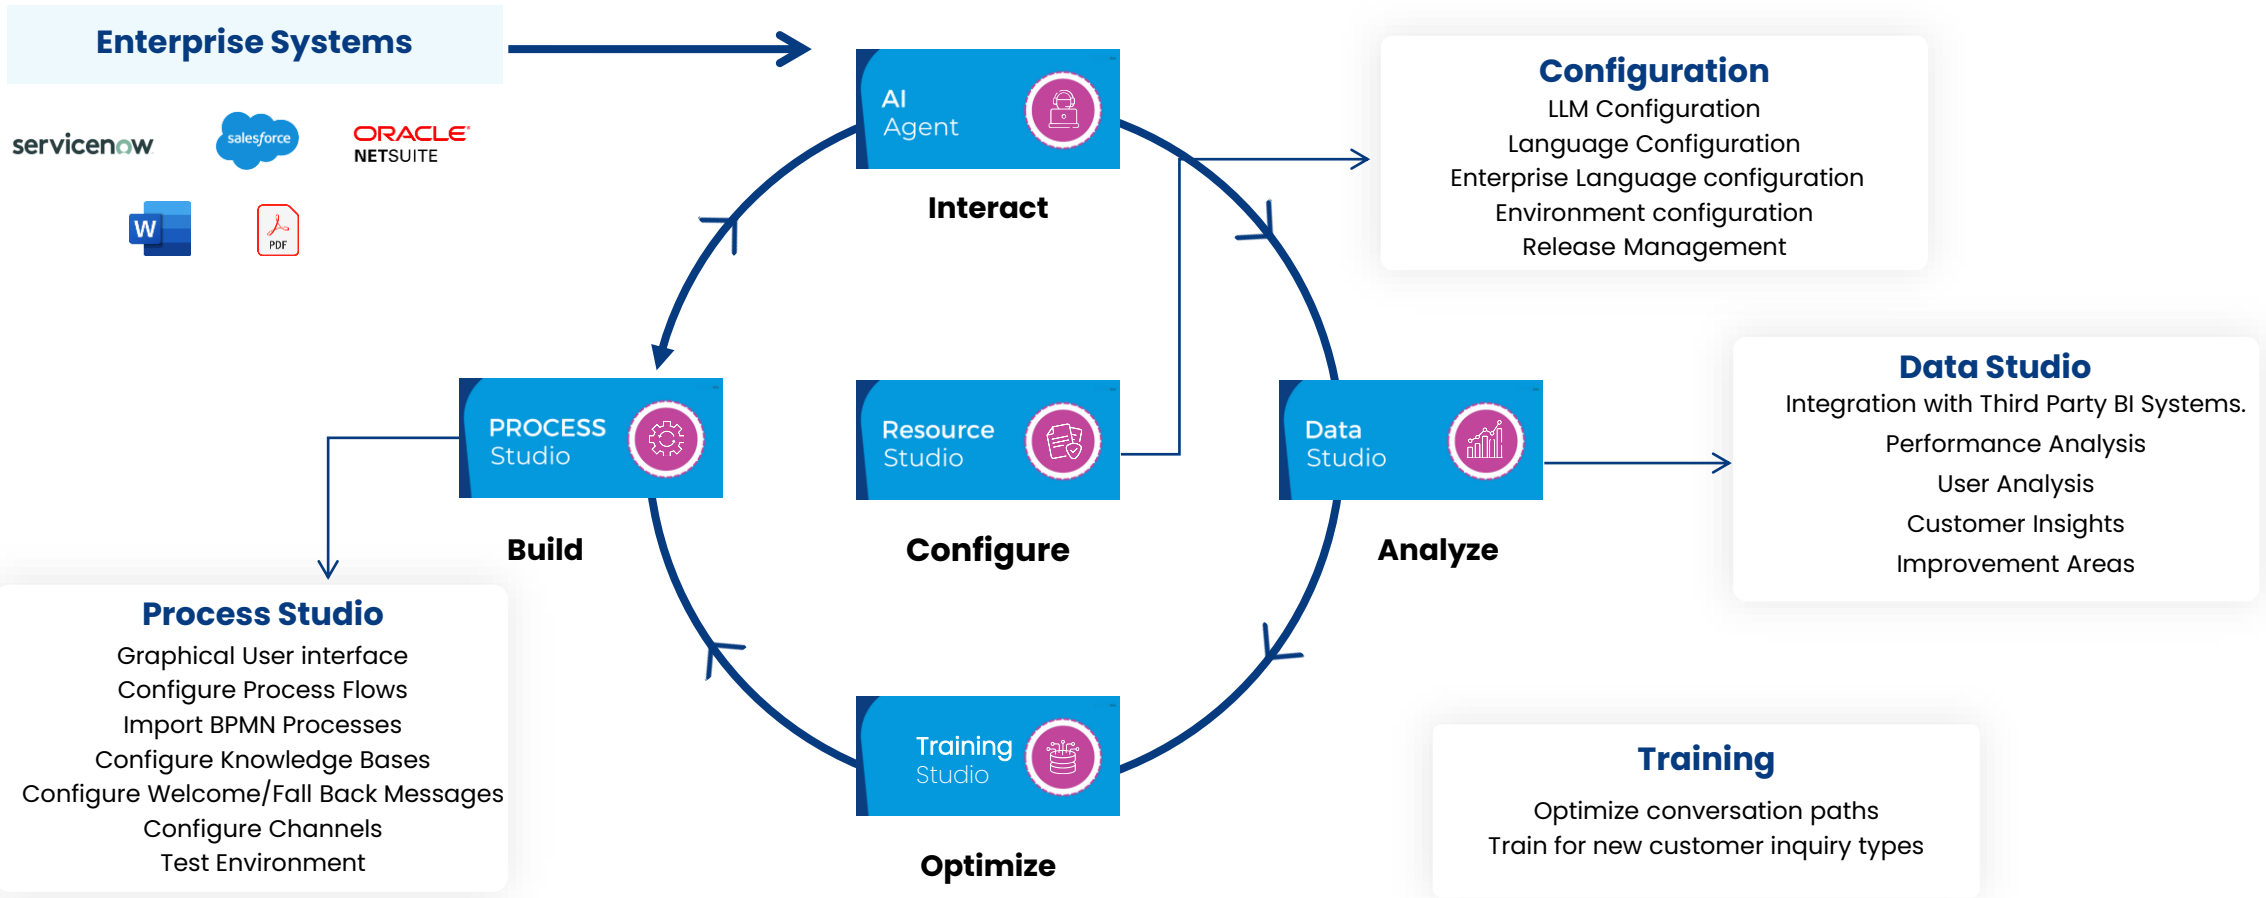 Enterprise Systems
servicenow
salesforce
ORACLE
NETSUITE
W
PDF
AI
Agent
Interact
Configuration
LLM Configuration
Language Configuration
Enterprise Language configuration
Environment configuration
Release Management
PROCESS
Studio
Build
Resource
Studio
Configure
Data
Studio
Analyze
Data Studio
Integration with Third Party BI Systems.
Performance Analysis
User Analysis
Customer Insights
Improvement Areas
Process Studio
Graphical User interface
Configure Process Flows
Import BPMN Processes
Configure Knowledge Bases
Configure Welcome/Fall Back Messages
Configure Channels
Test Environment
Training
Studio
Optimize
Training
Optimize conversation paths
Train for new customer inquiry types